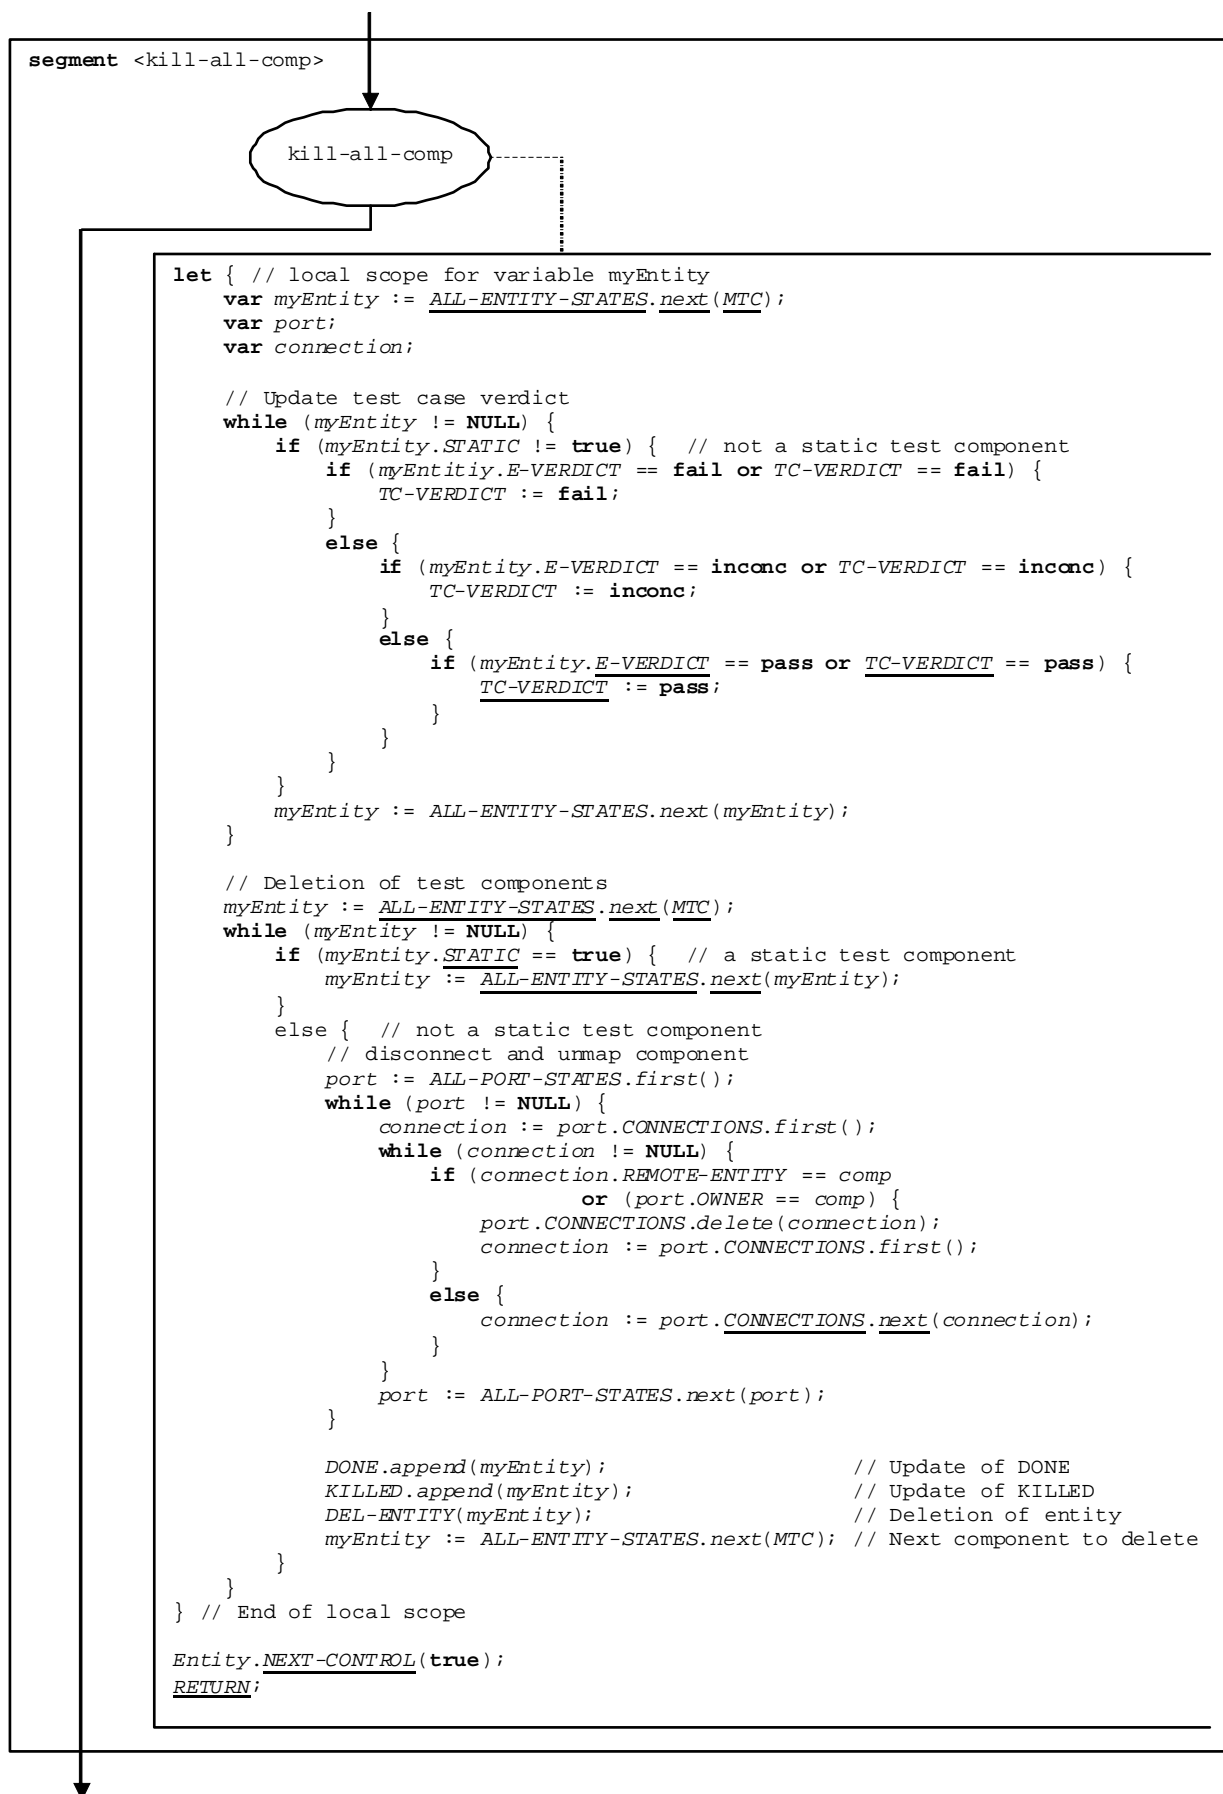 segment <kill-all-comp>
kill-all-comp
let { // local scope for variable myEntity
var myEntity := ALL-ENTITY-STATES.next(MTC);
var port;
var connection;
// Update test case verdict
while (myEntity != NULL) {
if (myEntity.STATIC != true) { // not a static test component
if (myEntitiy.E-VERDICT == fail or TC-VERDICT == fail) {
TC-VERDICT := fail;
}
else {
if (myEntity.E-VERDICT == inconc or TC-VERDICT == inconc) {
TC-VERDICT := inconc;
}
else {
if (myEntity.E-VERDICT == pass or TC-VERDICT == pass) {
TC-VERDICT := pass;
}
}
}
}
myEntity := ALL-ENTITY-STATES.next(myEntity);
}
// Deletion of test components
myEntity := ALL-ENTITY-STATES.next(MTC);
while (myEntity != NULL) {
if (myEntity.STATIC == true) { // a static test component
myEntity := ALL-ENTITY-STATES.next(myEntity);
}
else { // not a static test component
// disconnect and unmap component
port := ALL-PORT-STATES.first();
while (port != NULL) {
connection := port.CONNECTIONS.first();
while (connection != NULL) {
if (connection.REMOTE-ENTITY == comp
or (port.OWNER == comp) {
port.CONNECTIONS.delete(connection);
connection := port.CONNECTIONS.first();
}
else {
connection := port.CONNECTIONS.next(connection);
}
}
port := ALL-PORT-STATES.next(port);
}
DONE.append(myEntity); // Update of DONE
KILLED.append(myEntity); // Update of KILLED
DEL-ENTITY(myEntity); // Deletion of entity
myEntity := ALL-ENTITY-STATES.next(MTC); // Next component to delete
}
}
} // End of local scope
Entity.NEXT-CONTROL(true);
RETURN;